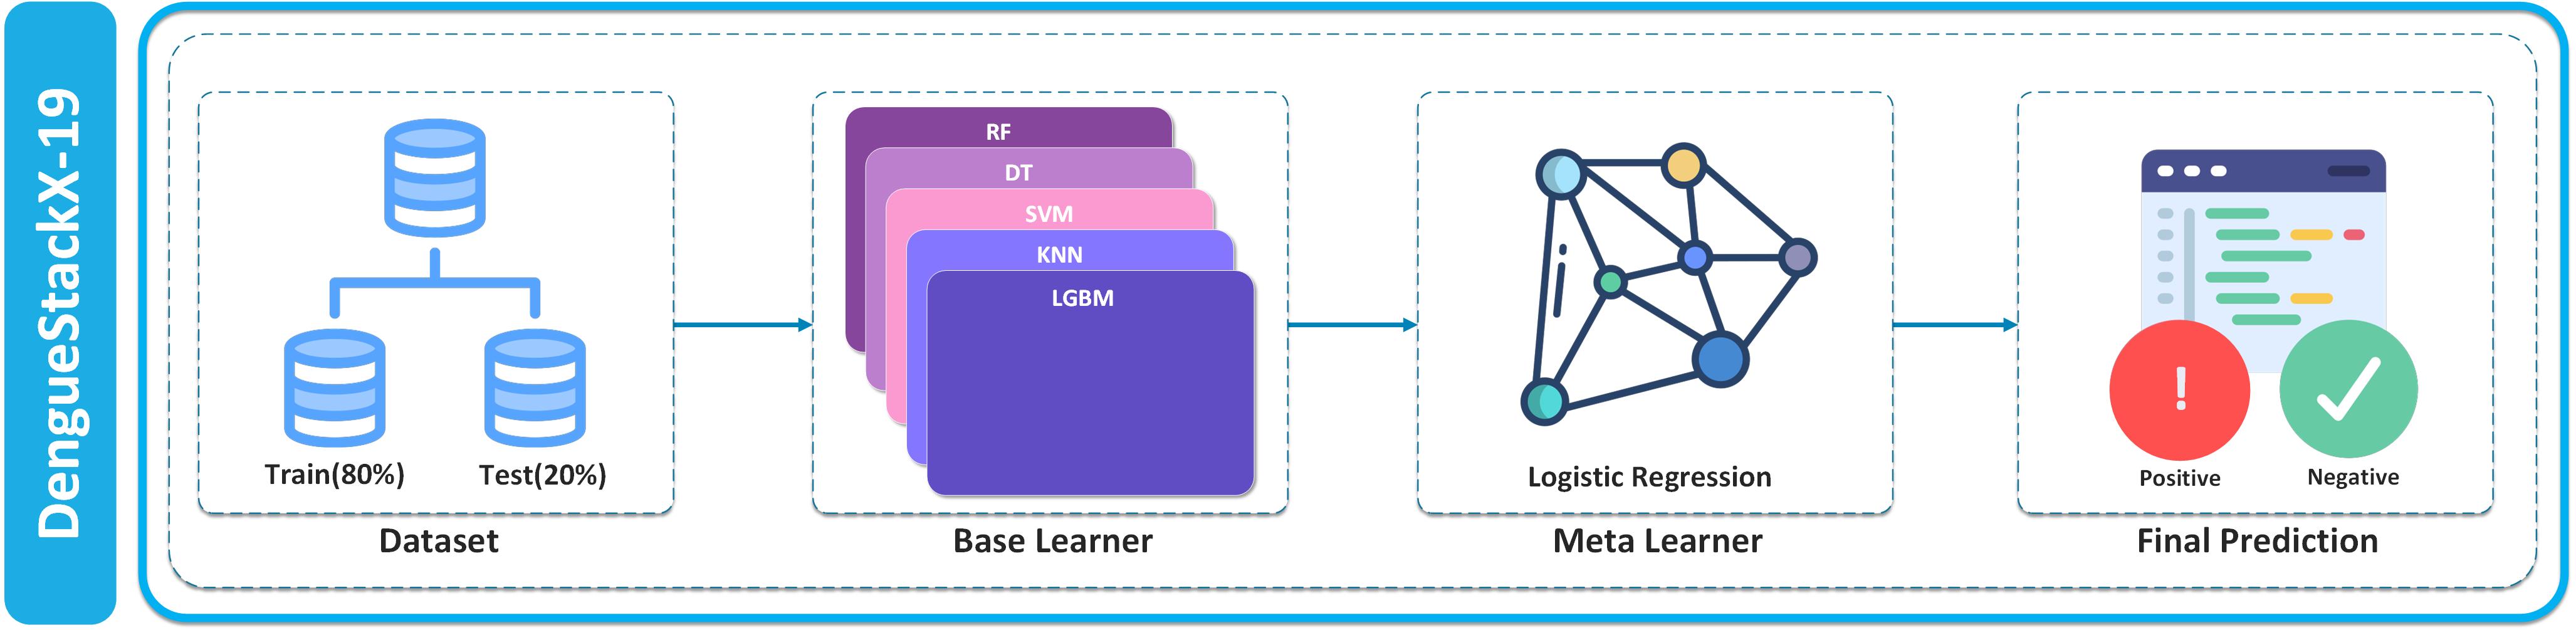 DengueStackX-19
Train(80%)
Test(20%)
Dataset
RF
DT
SVM
KNN
LGBM
Base Learner
Logistic Regression
Meta Learner
!
Positive
Negative
Final Prediction